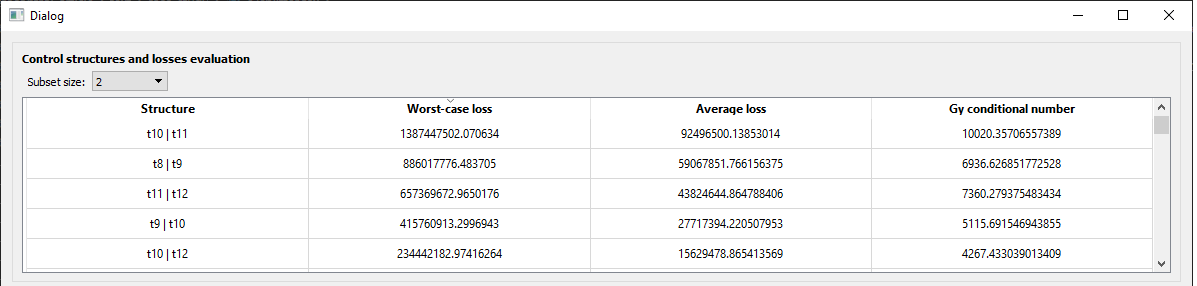 Dialog
Control structures and losses evaluation
Subset size: 2
Structure Worst-case loss Average loss Gy conditional number
t10 | t11 1387447502.070634 92496500.13853014 10020.35706557389
t8 | t9 886017776.483705 59067851.766156375 6936.626851772528
t11 | t12 657369672.9650176 43824644.864788406 7360.279375483434
t9 | t10 415760913.2996943 27717394.220507953 5115.691546943855
t10 | t12 234442182.97416264 15629478.865413569 4267.433039013409